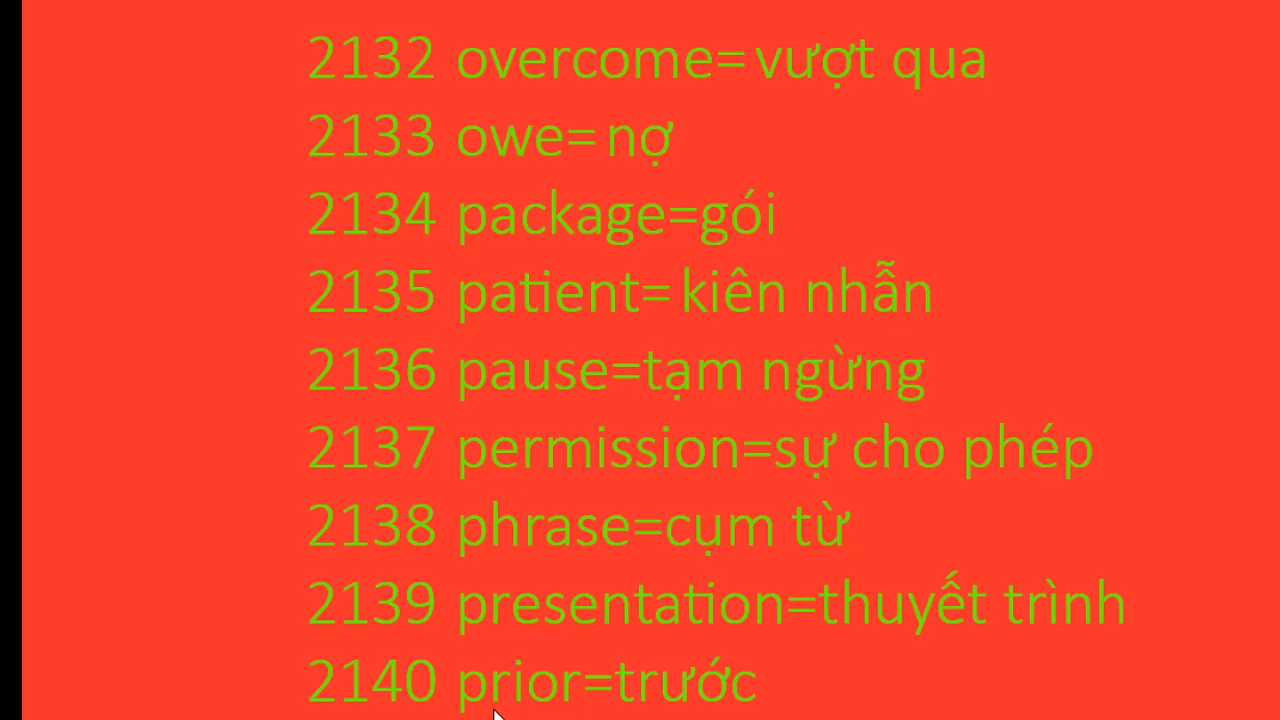 2132 overcome=vượt qua
2133 owe=nợ
2134 package=gói
2135 patient=kiên nhẫn
2136 pause=tạm ngừng
2137 permission=sự cho phép
2138 phrase=cụm từ
2139 presentation=thuyết trình
2140 prior=trước